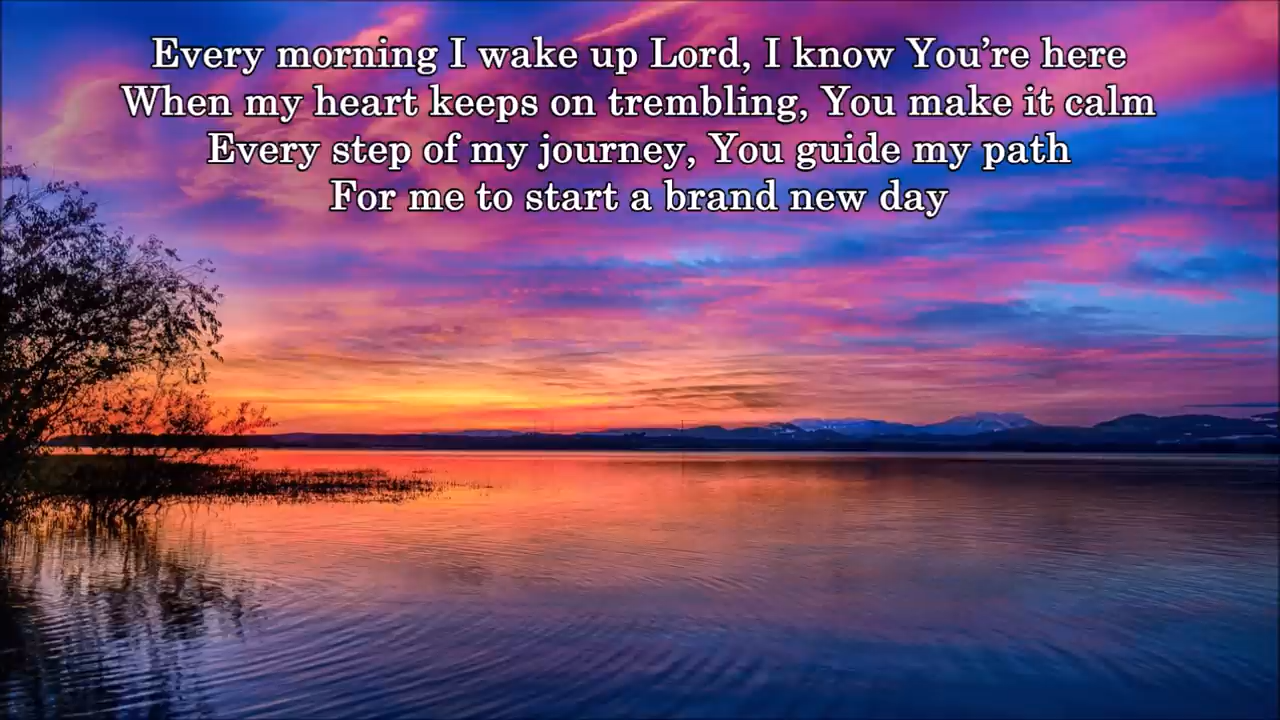 Every morning I wake up Lord, I know You’re here
When my heart keeps on trembling, You make it calm
Every step of my journey, You guide my path
For me to start a brand new day